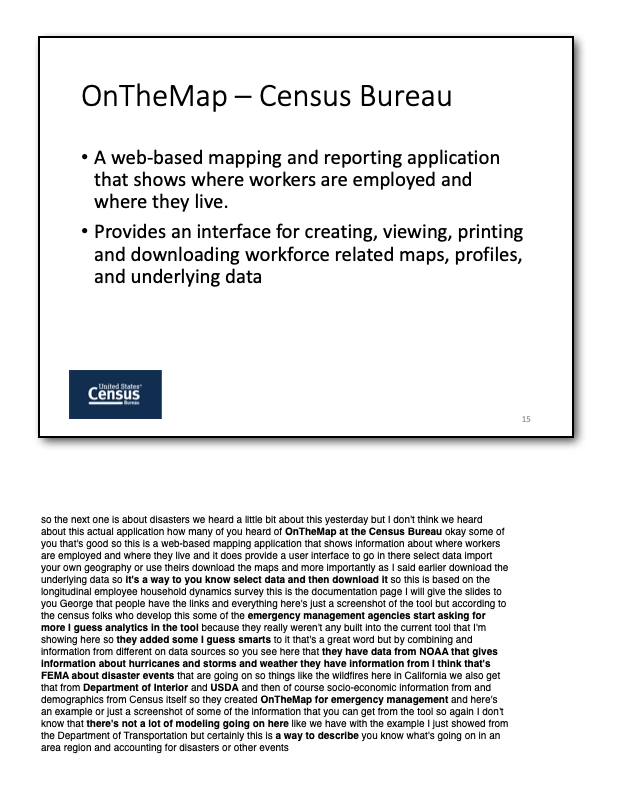 OnTheMap – Census Bureau
• A web-based mapping and reporting application
that shows where workers are employed and
where they live.
• Provides an interface for creating, viewing, printing
and downloading workforce related maps, profiles,
and underlying data
United States®
Census
Bureau
15
so the next one is about disasters we heard a little bit about this yesterday but I don't think we heard
about this actual application how many of you heard of OnTheMap at the Census Bureau okay some of
you that's good so this is a web-based mapping application that shows information about where workers
are employed and where they live and it does provide a user interface to go in there select data import
your own geography or use theirs download the maps and more importantly as I said earlier download the
underlying data so it's a way to you know select data and then download it so this is based on the
longitudinal employee household dynamics survey this is the documentation page I will give the slides to
you George that people have the links and everything here's just a screenshot of the tool but according to
the census folks who develop this some of the emergency management agencies start asking for
more I guess analytics in the tool because they really weren't any built into the current tool that I'm
showing here so they added some I guess smarts to it that's a great word but by combining and
information from different on data sources so you see here that they have data from NOAA that gives
information about hurricanes and storms and weather they have information from I think that's
FEMA about disaster events that are going on so things like the wildfires here in California we also get
that from Department of Interior and USDA and then of course socio-economic information from and
demographics from Census itself so they created OnTheMap for emergency management and here's
an example or just a screenshot of some of the information that you can get from the tool so again I don't
know that there's not a lot of modeling going on here like we have with the example I just showed from
the Department of Transportation but certainly this is a way to describe you know what's going on in an
area region and accounting for disasters or other events